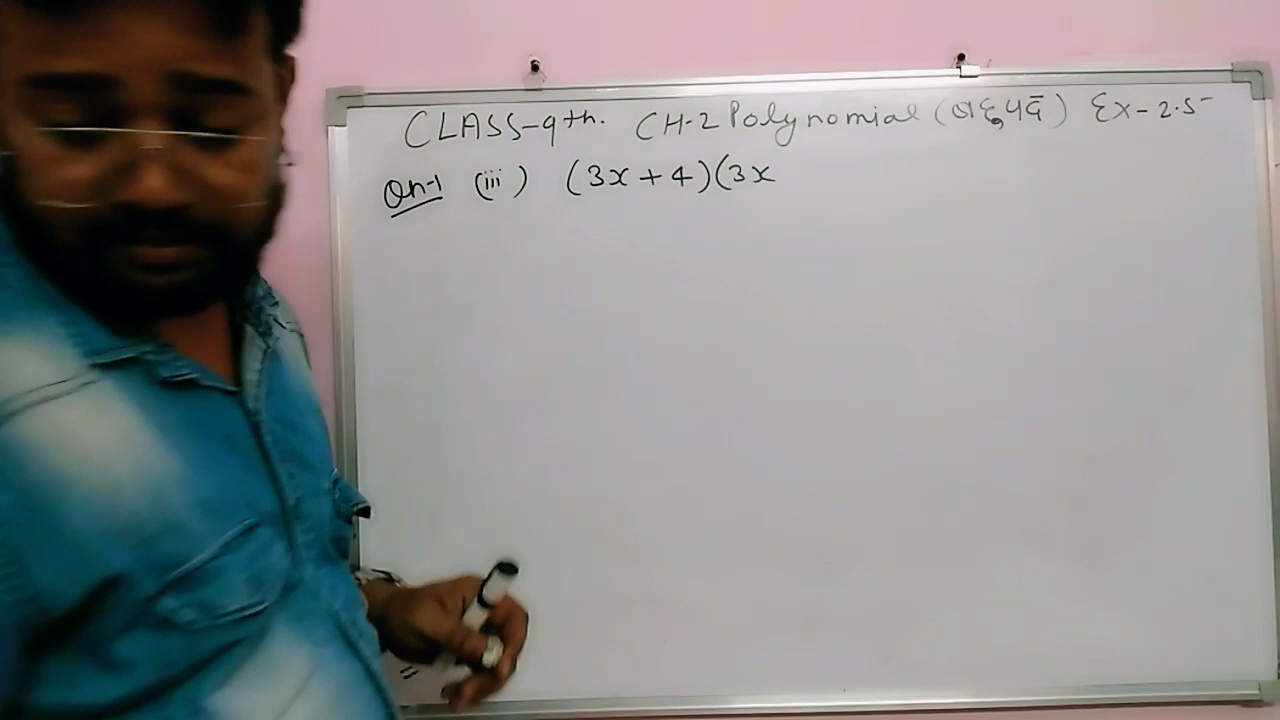 CLASS-9th. CH-2 Polynomial (बहुपद) Ex-2.5
Qn-1 (iii) (3x+4)(3x
=